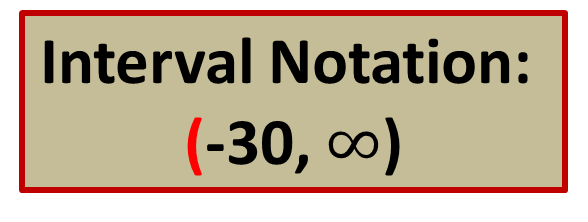 Interval Notation:
(-30, ∞)